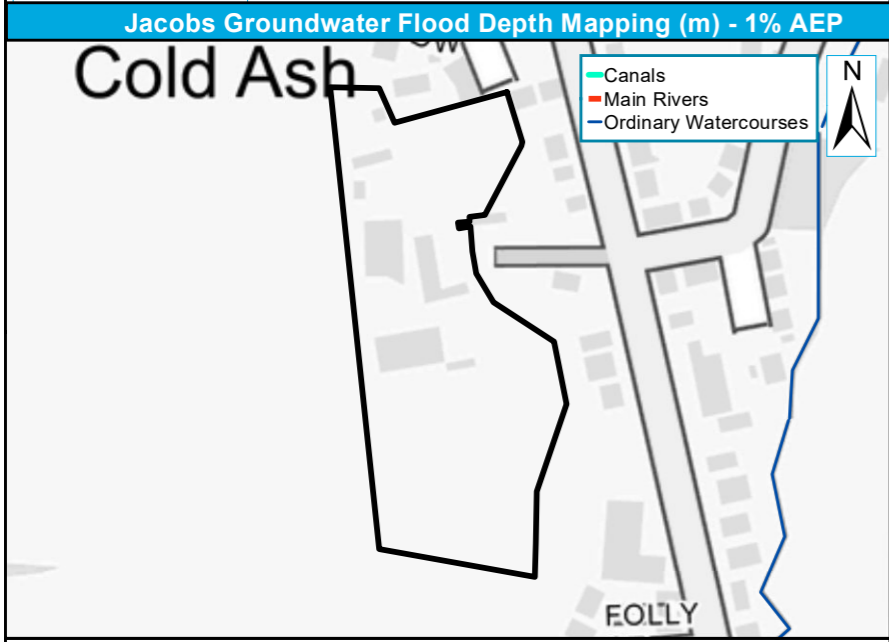 Jacobs Groundwater Flood Depth Mapping (m) - 1% AEP
Cold Ash
Canals
Main Rivers
Ordinary Watercourses
N
FOLLY